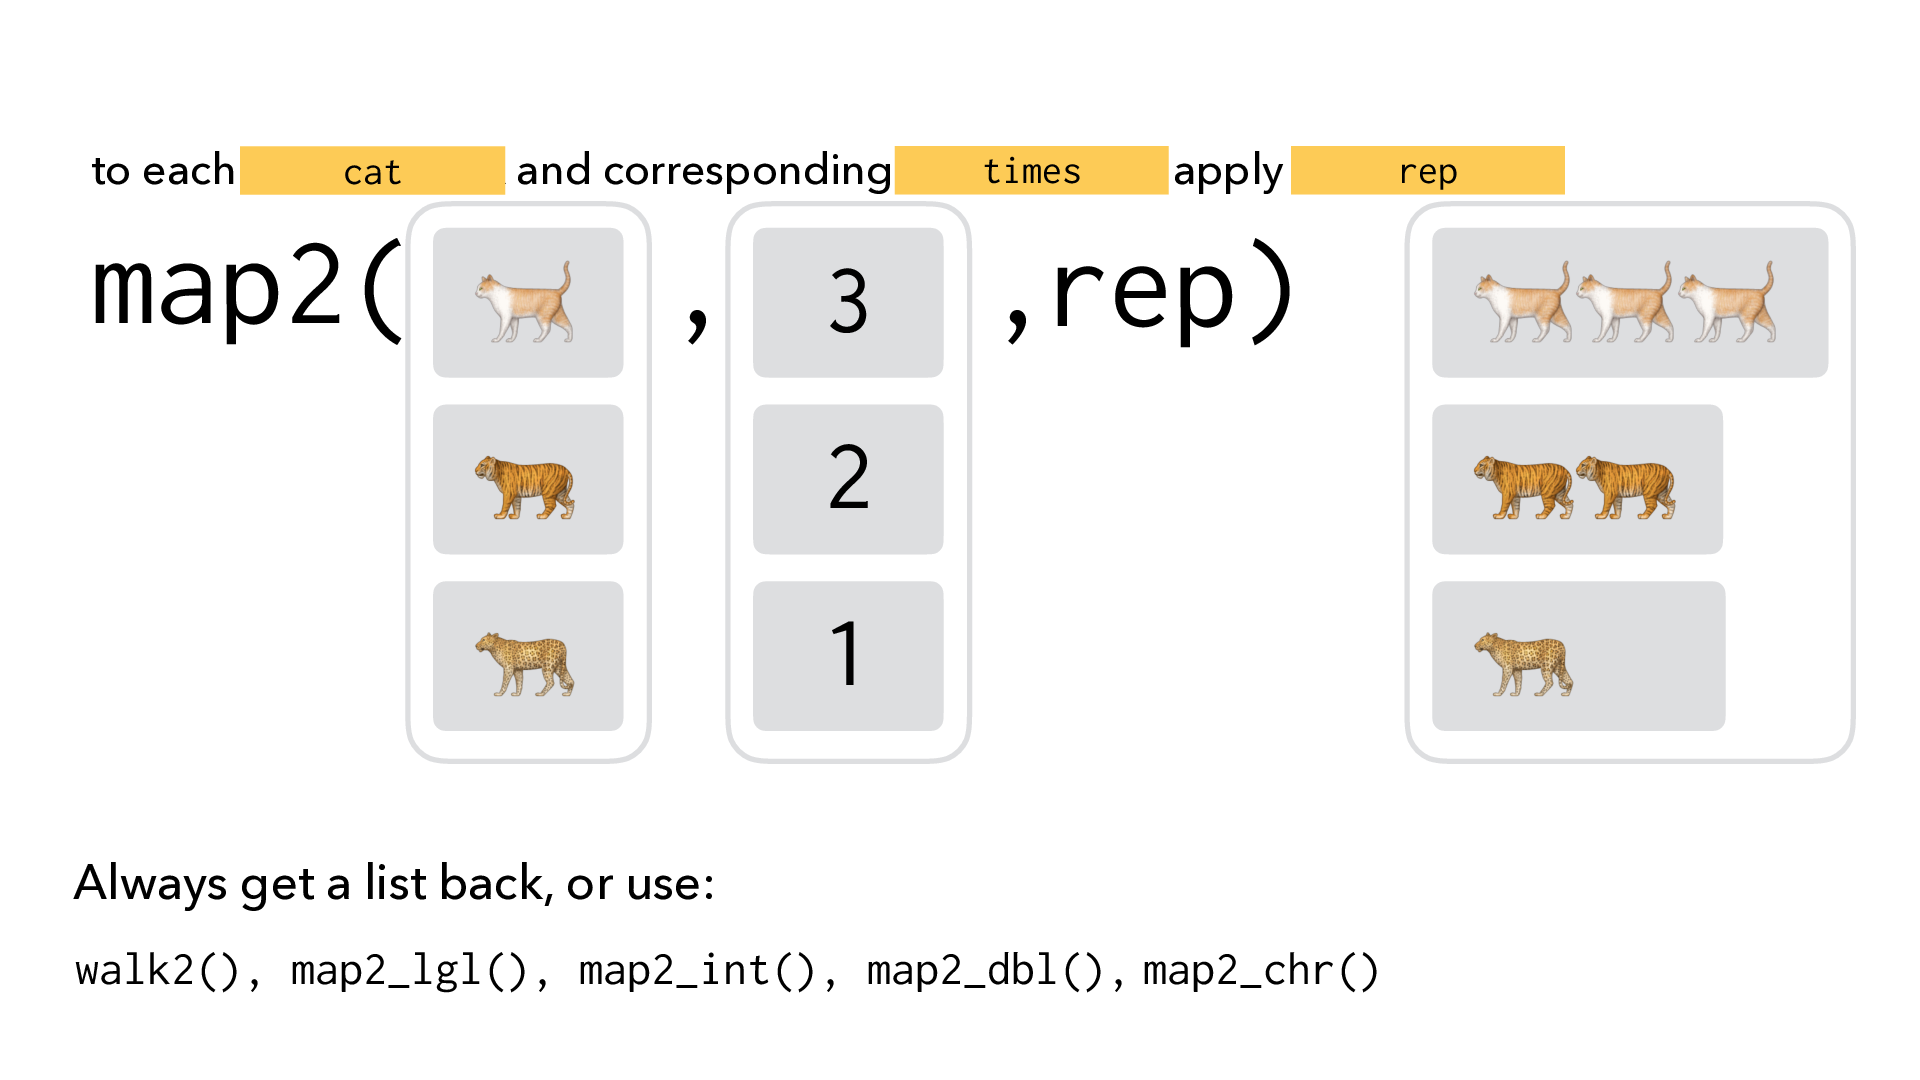 to each cat and corresponding times apply rep
map2( , 3 ,rep)
2
1
Always get a list back, or use:
walk2(), map2_lgl(), map2_int(), map2_dbl(), map2_chr()